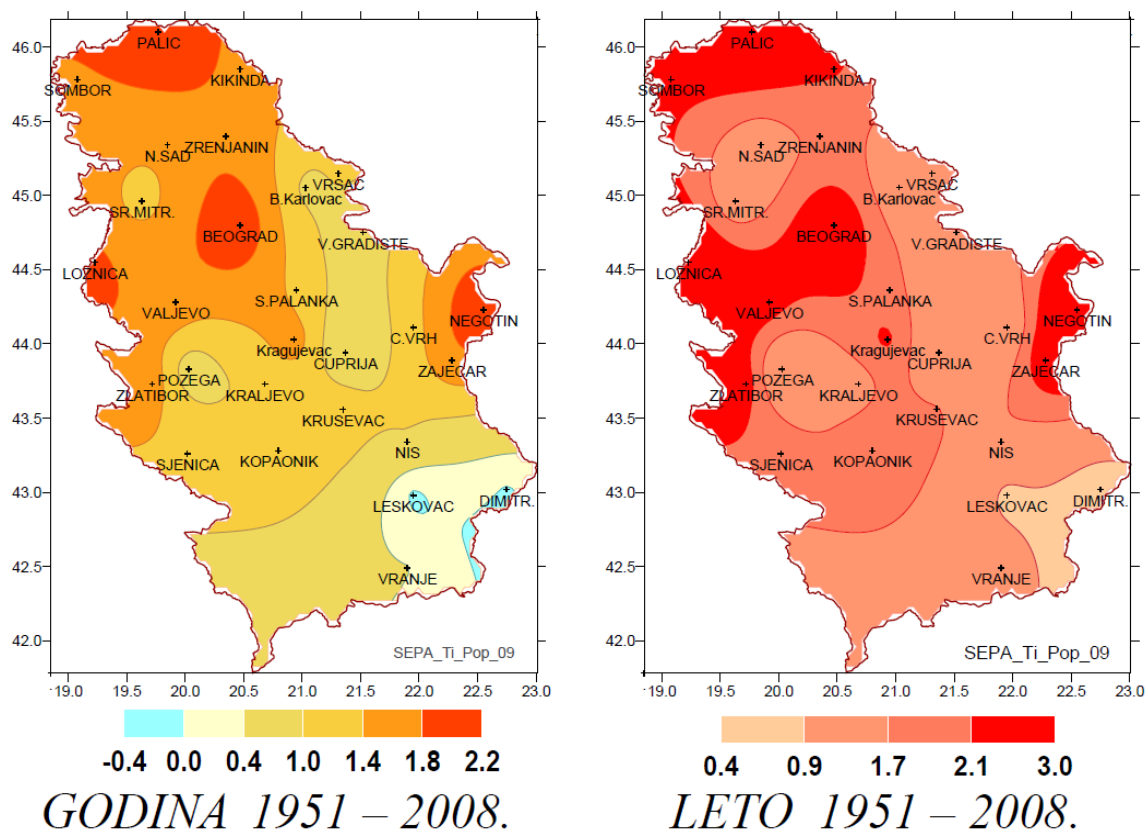 46.0
45.5
45.0
44.5
44.0
43.5
43.0
42.5
42.0
PALIC
SOMBOR
KIKINDA
ZRENJANIN
N.SAD
VRSAC
B.Karlovac
SR.MITR.
BEOGRAD
V.GRADISTE
LOZNICA
S.PALANKA
VALJEVO
NEGOTIN
C.VRH
Kragujevac
CUPRIJA
ZAJECAR
POZEGA
ZLATIBOR
KRALJEVO
KRUSEVAC
NIS
SJENICA
KOPAONIK
LESKOVAC
DIMITR.
VRANJE
SEPA_Ti_Pop_09
19.0 19.5 20.0 20.5 21.0 21.5 22.0 22.5 23.0
-0.4 0.0 0.4 1.0 1.4 1.8 2.2
GODINA 1951 – 2008.
46.0
45.5
45.0
44.5
44.0
43.5
43.0
42.5
42.0
PALIC
SOMBOR
KIKINDA
ZRENJANIN
N.SAD
VRSAC
B.Karlovac
SR.MITR.
BEOGRAD
V.GRADISTE
LOZNICA
S.PALANKA
VALJEVO
NEGOTIN
C.VRH
Kragujevac
CUPRIJA
ZAJECAR
POZEGA
ZLATIBOR
KRALJEVO
KRUSEVAC
NIS
SJENICA
KOPAONIK
LESKOVAC
DIMITR.
VRANJE
SEPA_Ti_Pop_09
19.0 19.5 20.0 20.5 21.0 21.5 22.0 22.5 23.0
0.4 0.9 1.7 2.1 3.0
LETO 1951 – 2008.